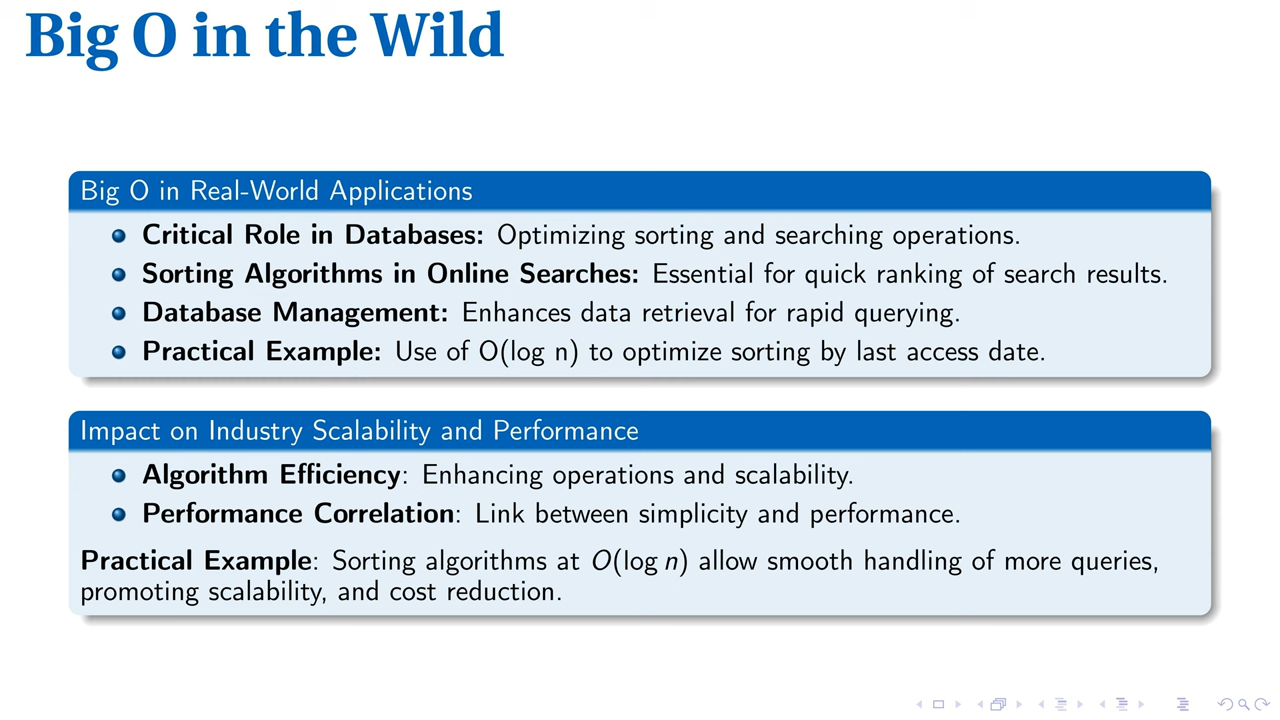 Big O in the Wild
Big O in Real-World Applications
Critical Role in Databases: Optimizing sorting and searching operations.
Sorting Algorithms in Online Searches: Essential for quick ranking of search results.
Database Management: Enhances data retrieval for rapid querying.
Practical Example: Use of O(log n) to optimize sorting by last access date.
Impact on Industry Scalability and Performance
Algorithm Efficiency: Enhancing operations and scalability.
Performance Correlation: Link between simplicity and performance.
Practical Example: Sorting algorithms at O(log n) allow smooth handling of more queries,
promoting scalability, and cost reduction.